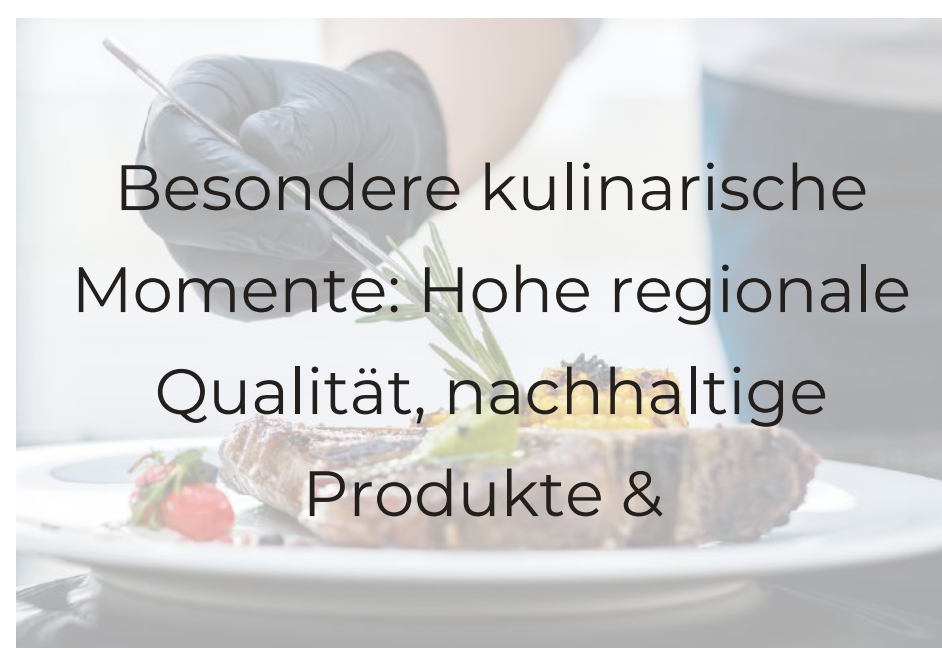 Besondere kulinarische
Momente: Hohe regionale
Qualität, nachhaltige
Produkte &